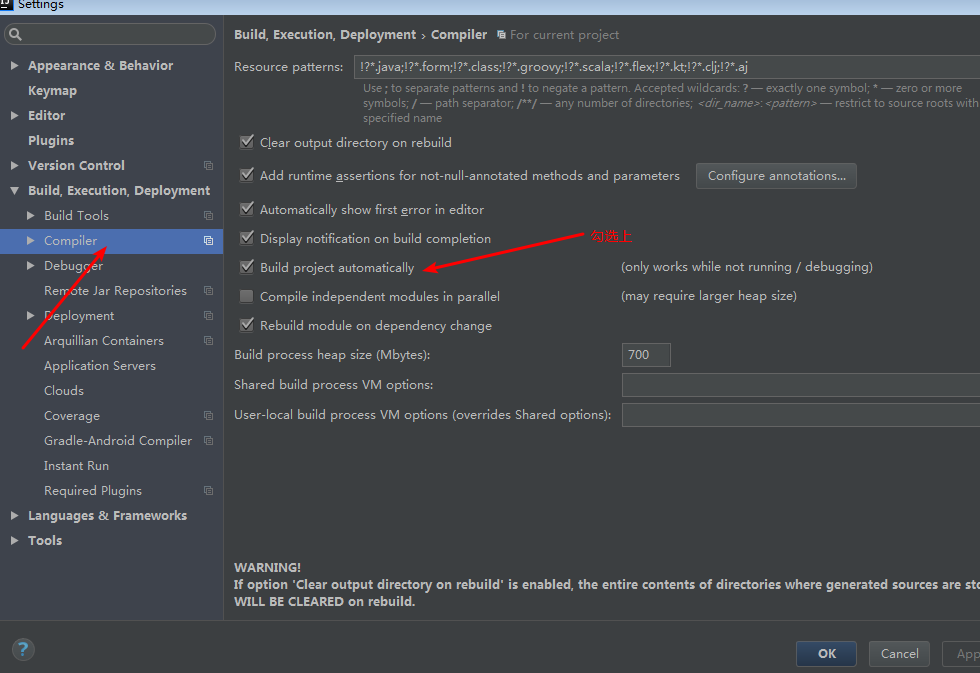 Settings
Appearance & Behavior
Keymap
Editor
Plugins
Version Control
Build, Execution, Deployment
Build Tools
Compiler
Debugger
Remote Jar Repositories
Deployment
Arquillian Containers
Application Servers
Clouds
Coverage
Gradle-Android Compiler
Instant Run
Required Plugins
Languages & Frameworks
Tools
Build, Execution, Deployment › Compiler For current project
Resource patterns: !?*.java;!?*.form;!?*.class;!?*.groovy;!?*.scala;!?*.flex;!?*.kt;!?*.clj;!?*.aj
Use ; to separate patterns and ! to negate a pattern. Accepted wildcards: ? — exactly one symbol; * — zero or more
symbols; / — path separator; /**/ — any number of directories; <dir_name>:<pattern> — restrict to source roots with
specified name
Clear output directory on rebuild
Add runtime assertions for not-null-annotated methods and parameters Configure annotations...
Automatically show first error in editor
Display notification on build completion
勾选上
Build project automatically (only works while not running / debugging)
Compile independent modules in parallel (may require larger heap size)
Rebuild module on dependency change
Build process heap size (Mbytes): 700
Shared build process VM options:
User-local build process VM options (overrides Shared options):
WARNING!
If option 'Clear output directory on rebuild' is enabled, the entire contents of directories where generated sources are sto
WILL BE CLEARED on rebuild.
?
OK Cancel App